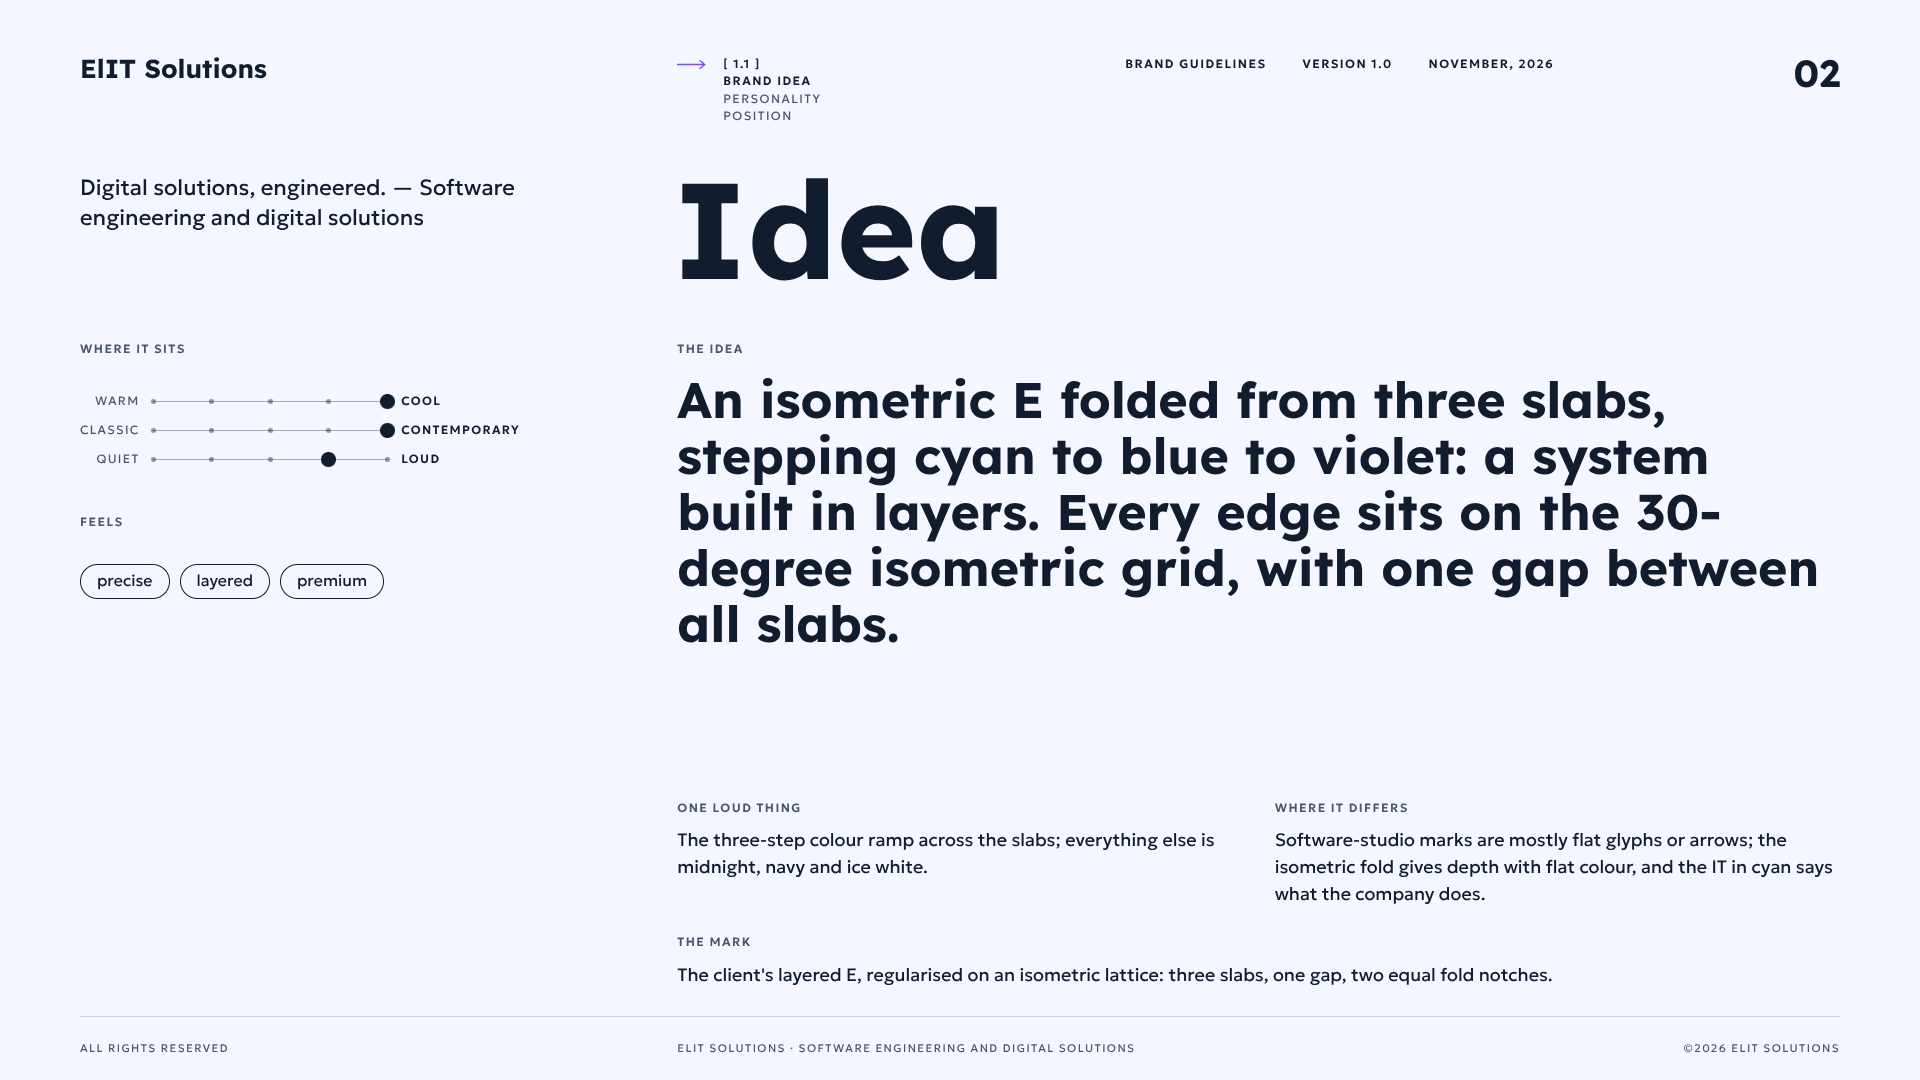 ElIT Solutions
[ 1.1 ]
BRAND IDEA
PERSONALITY
POSITION
BRAND GUIDELINES
VERSION 1.0
NOVEMBER, 2026
02
Digital solutions, engineered. — Software
engineering and digital solutions
Idea
WHERE IT SITS
WARM COOL
CLASSIC CONTEMPORARY
QUIET LOUD
FEELS
precise
layered
premium
THE IDEA
An isometric E folded from three slabs,
stepping cyan to blue to violet: a system
built in layers. Every edge sits on the 30-
degree isometric grid, with one gap between
all slabs.
ONE LOUD THING
The three-step colour ramp across the slabs; everything else is
midnight, navy and ice white.
WHERE IT DIFFERS
Software-studio marks are mostly flat glyphs or arrows; the
isometric fold gives depth with flat colour, and the IT in cyan says
what the company does.
THE MARK
The client's layered E, regularised on an isometric lattice: three slabs, one gap, two equal fold notches.
ALL RIGHTS RESERVED
ELIT SOLUTIONS · SOFTWARE ENGINEERING AND DIGITAL SOLUTIONS
©2026 ELIT SOLUTIONS